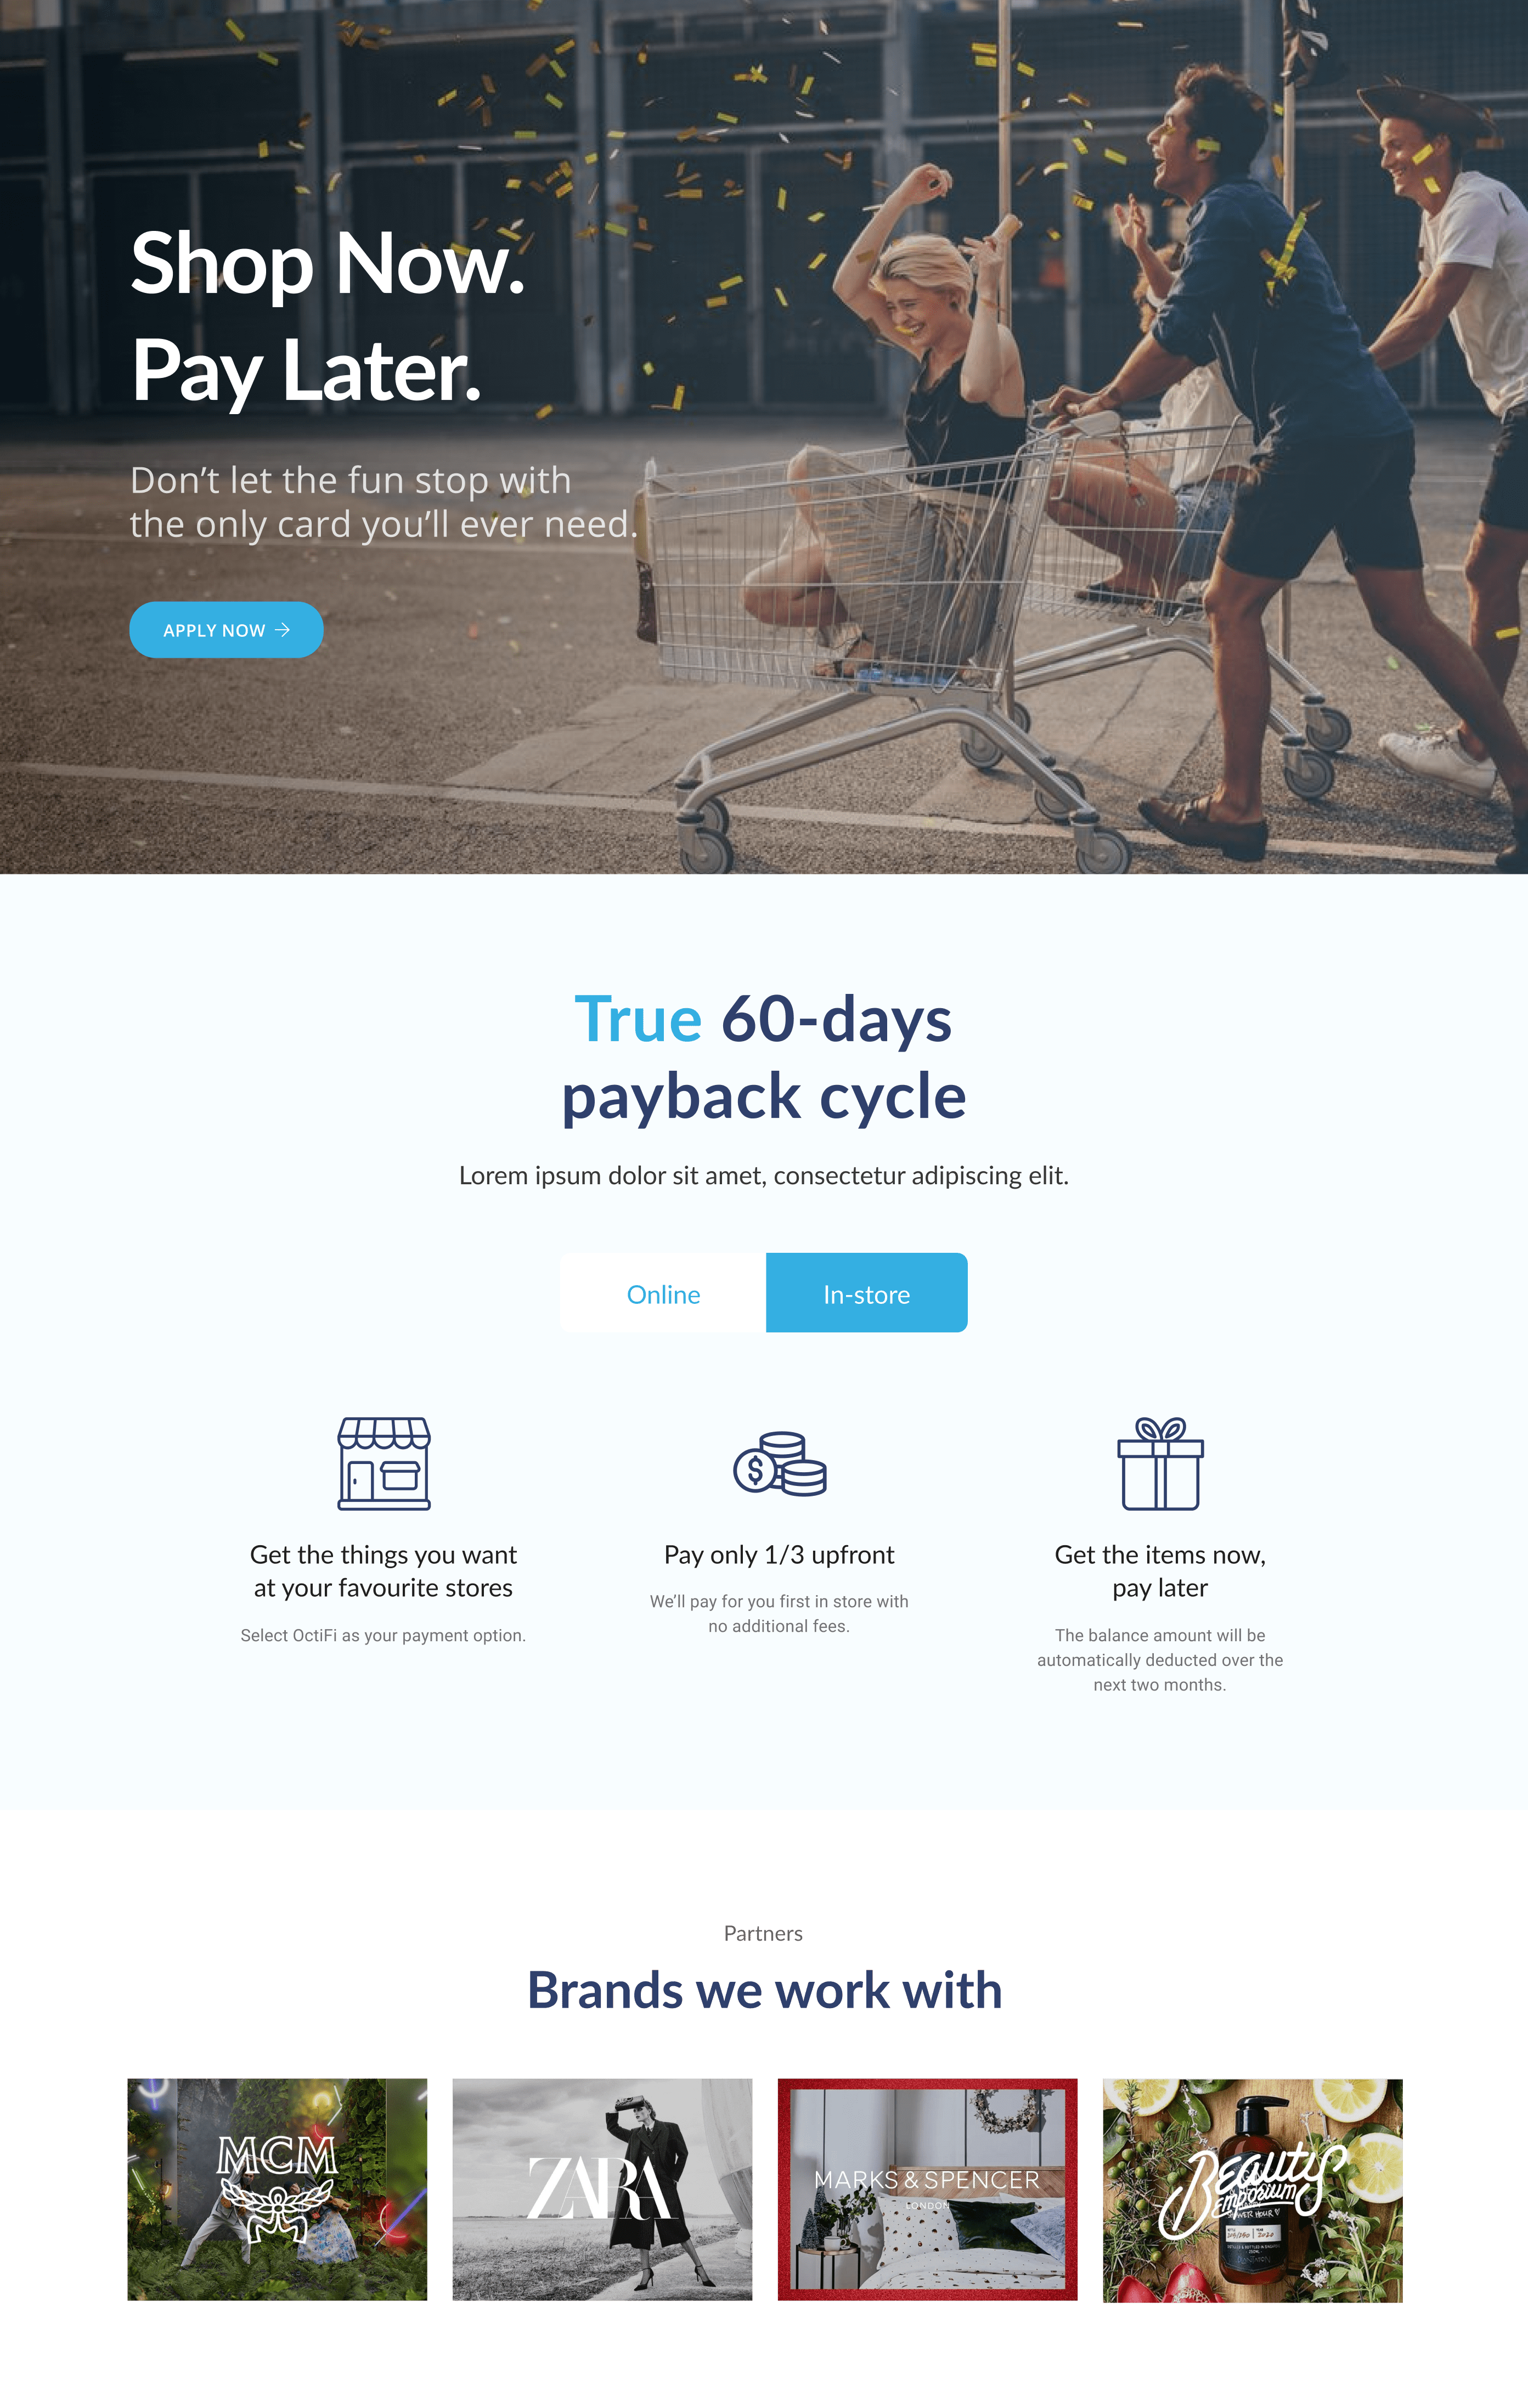 Shop Now.
Pay Later.
Don’t let the fun stop with
the only card you’ll ever need.
APPLY NOW →
True 60-days
payback cycle
Lorem ipsum dolor sit amet, consectetur adipiscing elit.
Online
In-store
Get the things you want
at your favourite stores
Select OctiFi as your payment option.
Pay only 1/3 upfront
We’ll pay for you first in store with
no additional fees.
Get the items now,
pay later
The balance amount will be
automatically deducted over the
next two months.
Partners
Brands we work with
MCM
ZARA
MARKS & SPENCER
LONDON
Beauty
Emporium